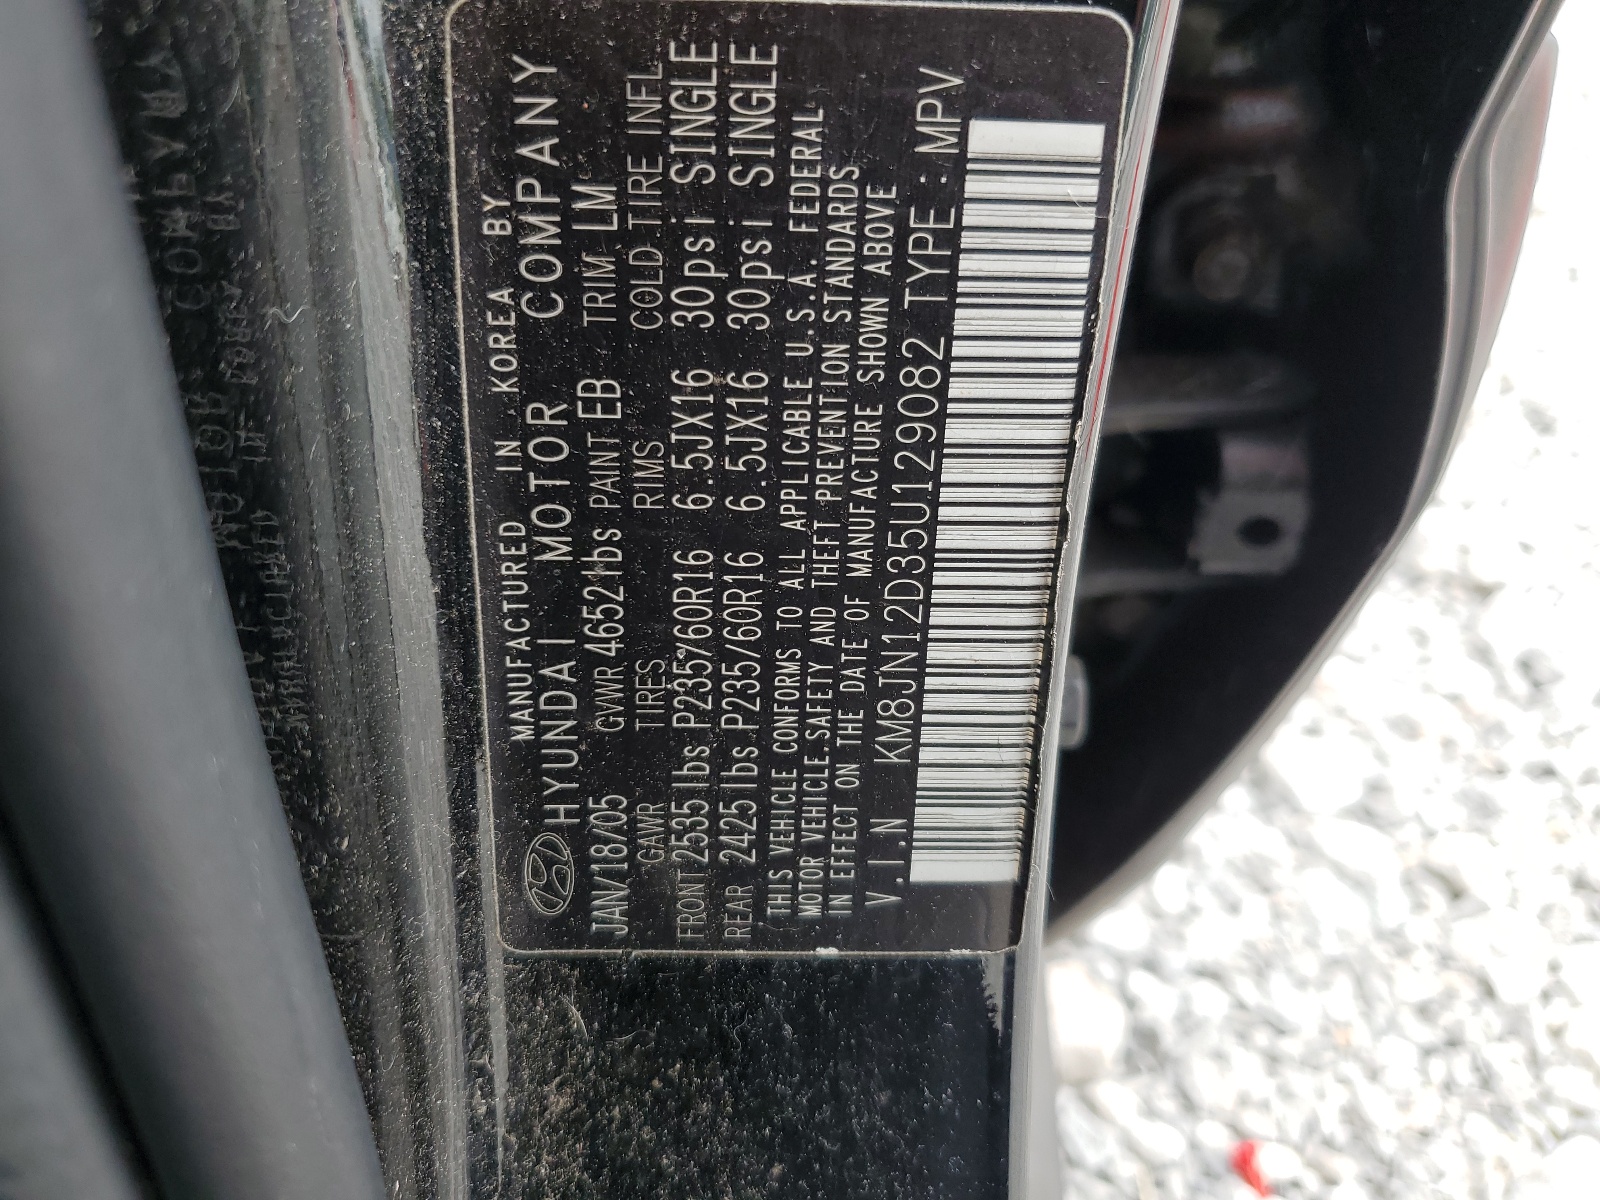 MANUFACTURED IN KOREA BY
HYUNDAI MOTOR COMPANY
JAN/18/05 GVWR 4652lbs PAINT EB TRIM LM
GAWR TIRES RIMS COLD TIRE INFL
FRONT 2535lbs P235/60R16 6.5JX16 30psi SINGLE
REAR 2425lbs P235/60R16 6.5JX16 30psi SINGLE
THIS VEHICLE CONFORMS TO ALL APPLICABLE U.S.A. FEDERAL
MOTOR VEHICLE SAFETY AND THEFT PREVENTION STANDARDS
IN EFFECT ON THE DATE OF MANUFACTURE SHOWN ABOVE
V.I.N KM8JN12D35U129082 TYPE : MPV